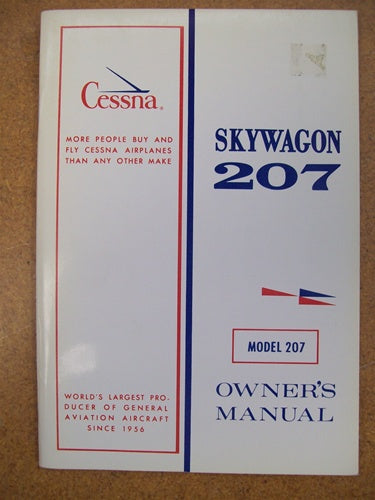 Cessna®
MORE PEOPLE BUY AND
FLY CESSNA AIRPLANES
THAN ANY OTHER MAKE
WORLD'S LARGEST PRO-
DUCER OF GENERAL
AVIATION AIRCRAFT
SINCE 1956
SKYWAGON
207
MODEL 207
OWNER'S
MANUAL